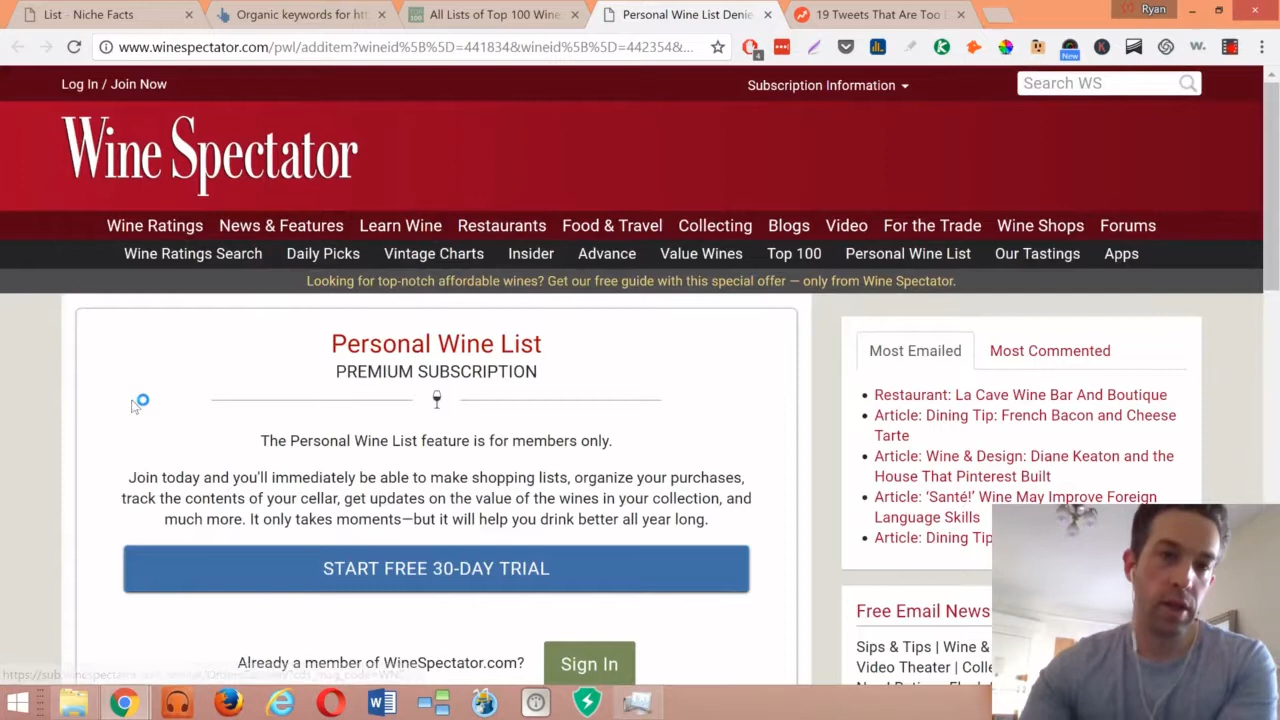 List - Niche Facts
Organic keywords for htt
All Lists of Top 100 Wine
Personal Wine List Denie
19 Tweets That Are Too
Ryan
www.winespectator.com/pwl/additem?wineid%5B%5D=441834&wineid%5B%5D=442354&...
4
New
Log In / Join Now
Subscription Information
Search WS
Wine Spectator
Wine Ratings News & Features Learn Wine Restaurants Food & Travel Collecting Blogs Video For the Trade Wine Shops Forums
Wine Ratings Search Daily Picks Vintage Charts Insider Advance Value Wines Top 100 Personal Wine List Our Tastings Apps
Looking for top-notch affordable wines? Get our free guide with this special offer — only from Wine Spectator.
Personal Wine List
PREMIUM SUBSCRIPTION
The Personal Wine List feature is for members only.
Join today and you'll immediately be able to make shopping lists, organize your purchases,
track the contents of your cellar, get updates on the value of the wines in your collection, and
much more. It only takes moments—but it will help you drink better all year long.
START FREE 30-DAY TRIAL
Already a member of WineSpectator.com?
Sign In
Most Emailed
Most Commented
Restaurant: La Cave Wine Bar And Boutique
Article: Dining Tip: French Bacon and Cheese
Tarte
Article: Wine & Design: Diane Keaton and the
House That Pinterest Built
Article: ‘Santé!’ Wine May Improve Foreign
Language Skills
Article: Dining Tip
Free Email News
Sips & Tips | Wine &
Video Theater | Colle